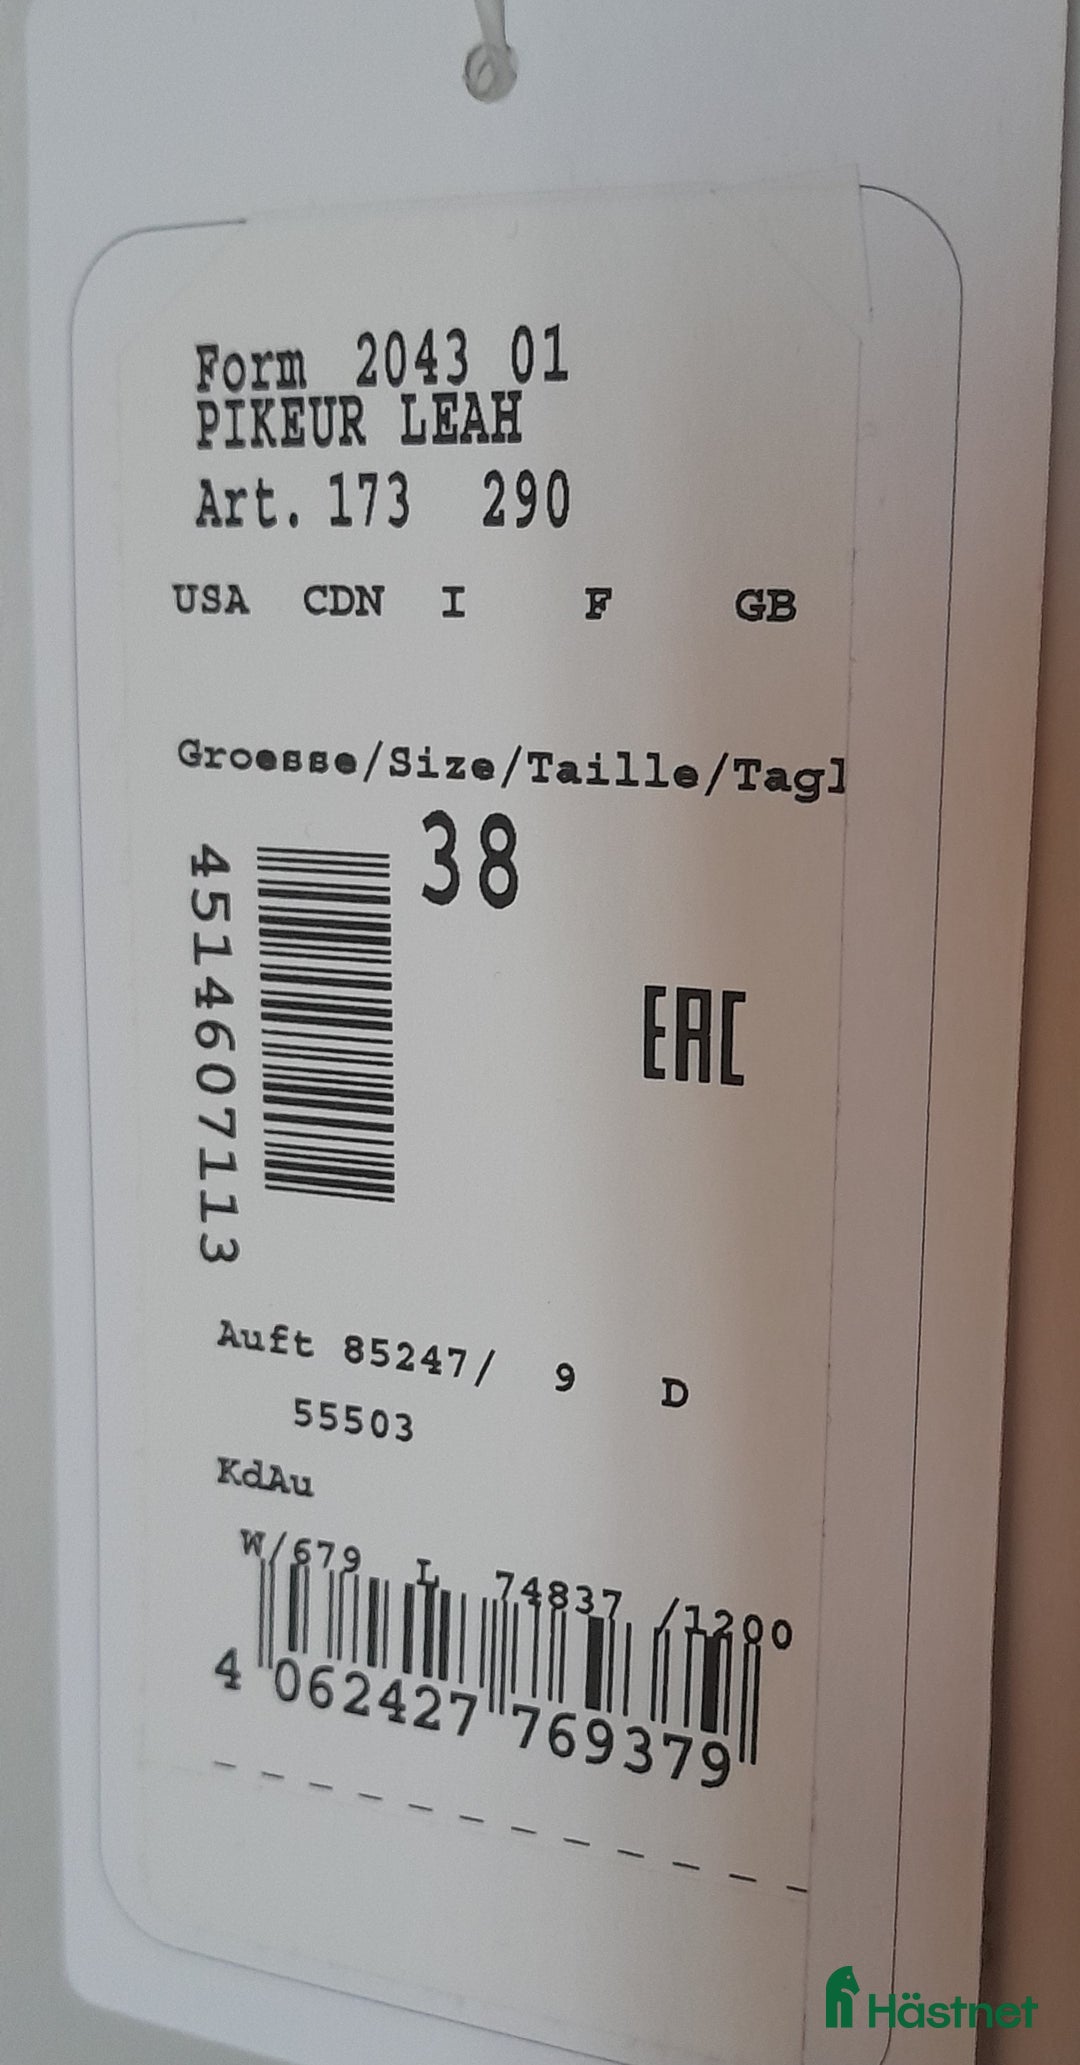 Form 2043 01
PIKEUR LEAH
Art. 173 290
USA CDN I F GB
Groesse/Size/Taille/Tagl
38
4514607113
EAC
Auft 85247/ 9 D
55503
KdAu
W/679 L 74837 /1200
4 062427 769379
Hästnet